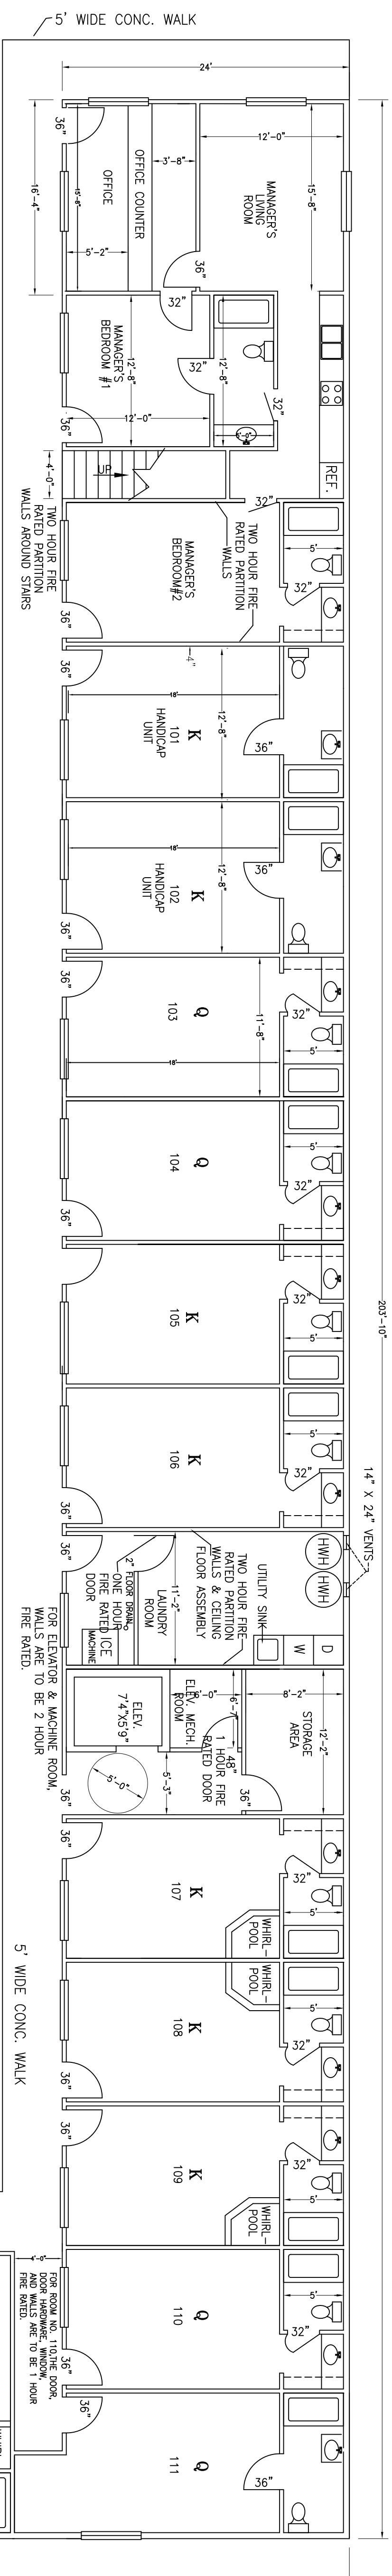 5' WIDE CONC. WALK
24'
203'-10"
36"
16'-4"
15'-8"
OFFICE
5'-2"
OFFICE COUNTER
3'-8"
36"
12'-0"
MANAGER'S
LIVING
ROOM
15'-8"
32"
MANAGER'S
BEDROOM #1
12'-8"
12'-0"
36"
32"
12'-8"
32"
REF.
4'-0"
UP
TWO HOUR FIRE
RATED PARTITION
WALLS AROUND STAIRS
32"
TWO HOUR FIRE
RATED PARTITION
WALLS
MANAGER'S
BEDROOM#2
36"
5'
32"
36"
4"
18'
12'-8"
K
101
HANDICAP
UNIT
36"
18'
12'-8"
K
102
HANDICAP
UNIT
36"
36"
36"
Q
103
11'-8"
18'
32"
5'
Q
104
36"
5'
32"
K
105
36"
32"
5'
K
106
36"
5'
32"
14" X 24" VENTS
HWH
HWH
UTILITY SINK
W
D
TWO HOUR FIRE
RATED PARTITION
WALLS & CEILING
FLOOR ASSEMBLY
LAUNDRY
ROOM
11'-2"
2" FLOOR DRAIN
ONE HOUR
FIRE RATED
DOOR
ICE
MACHINE
36"
FOR ELEVATOR & MACHINE ROOM,
WALLS ARE TO BE 2 HOUR
FIRE RATED.
STORAGE
AREA
12'-2"
8'-2"
6'-7"
6'-0"
ELEV. MECH.
ROOM
48"
1 HOUR FIRE
RATED DOOR
36"
ELEV.
7'4"X5'9"
5'-3"
5'-0"
36"
K
107
36"
32"
5'
WHIRL-
POOL
WHIRL-
POOL
K
108
36"
5'
32"
5' WIDE CONC. WALK
K
109
36"
32"
5'
WHIRL-
POOL
4'-0"
FOR ROOM NO. 110,THE DOOR,
DOOR HARDWARE, WINDOW,
AND WALLS ARE TO BE 1 HOUR
FIRE RATED.
Q
110
36"
5'
32"
Q
111
36"
36"